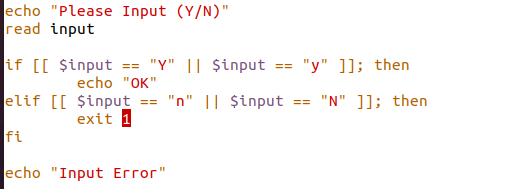 echo "Please Input (Y/N)"
read input
if [[ $input == "Y" || $input == "y" ]]; then
echo "OK"
elif [[ $input == "n" || $input == "N" ]]; then
exit 1
fi
echo "Input Error"